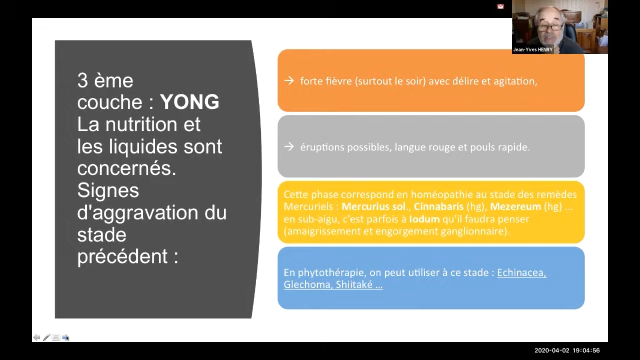 Jean-Yves HENRY
3 ème
couche : YONG
La nutrition et
les liquides sont
concernés.
Signes
d'aggravation du
stade
précédent :
→ forte fièvre (surtout le soir) avec délire et agitation,
→ éruptions possibles, langue rouge et pouls rapide.
Cette phase correspond en homéopathie au stade des remèdes
Mercuriels : Mercurius sol., Cinnabaris (hg), Mezereum (hg) ...
en sub-aigu, c'est parfois à Iodum qu'il faudra penser
(amaigrissement et engorgement ganglionnaire).
En phytothérapie, on peut utiliser à ce stade : Echinacea,
Glechoma, Shiitaké ...
2020-04-02 19:04:56